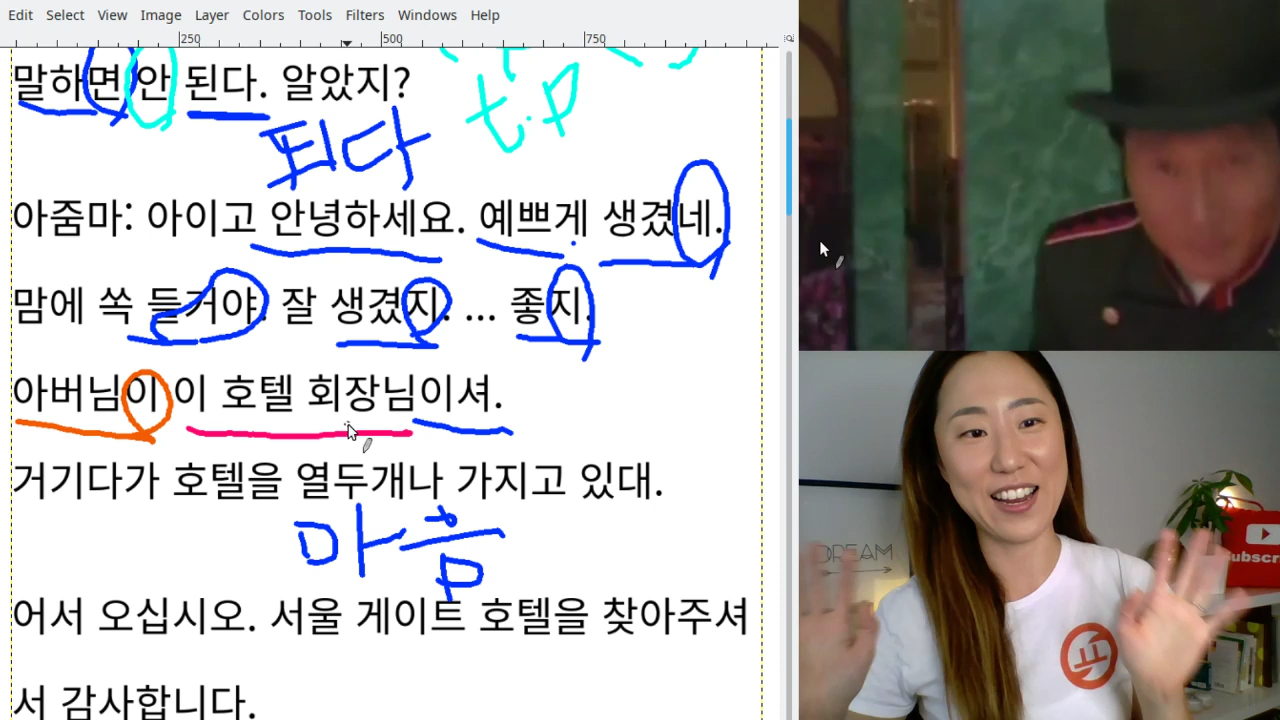 Edit Select View Image Layer Colors Tools Filters Windows Help
250 500 750
말하면 안 된다. 알았지?
t.p
되다
아줌마: 아이고 안녕하세요. 예쁘게 생겼네.
맘에 쏙 들거야. 잘 생겼지. ... 좋지.
아버님이 이 호텔 회장님이셔.
거기다가 호텔을 열두개나 가지고 있대.
마음
어서 오십시오. 서울 게이트 호텔을 찾아주셔
서 감사합니다.
DREAM
Subscr